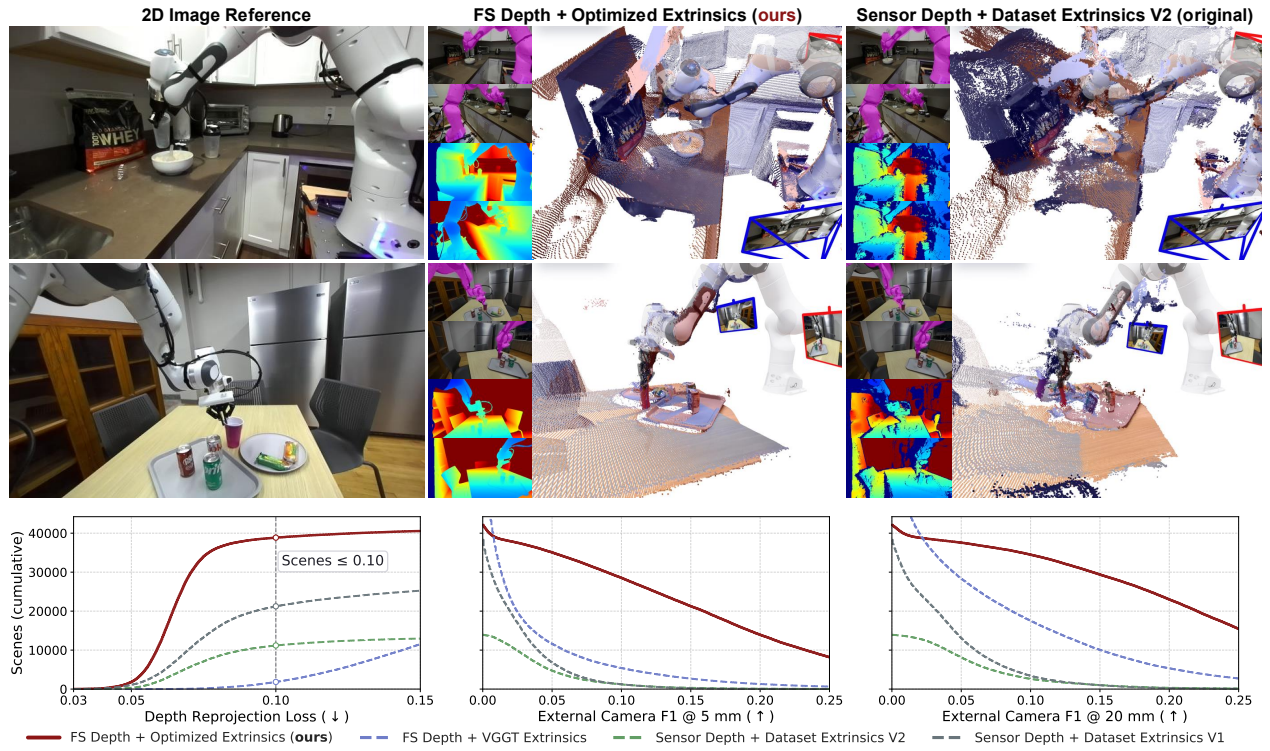 2D Image Reference
FS Depth + Optimized Extrinsics (ours)
Sensor Depth + Dataset Extrinsics V2 (original)
100%
WHEY
Scenes (cumulative)
40000
30000
20000
10000
0
Scenes ≤ 0.10
0.03 0.05 0.10 0.15
Depth Reprojection Loss (↓)
0.00 0.05 0.10 0.15 0.20 0.25
External Camera F1 @ 5 mm (↑)
0.00 0.05 0.10 0.15 0.20 0.25
External Camera F1 @ 20 mm (↑)
FS Depth + Optimized Extrinsics (ours)
FS Depth + VGGT Extrinsics
Sensor Depth + Dataset Extrinsics V2
Sensor Depth + Dataset Extrinsics V1